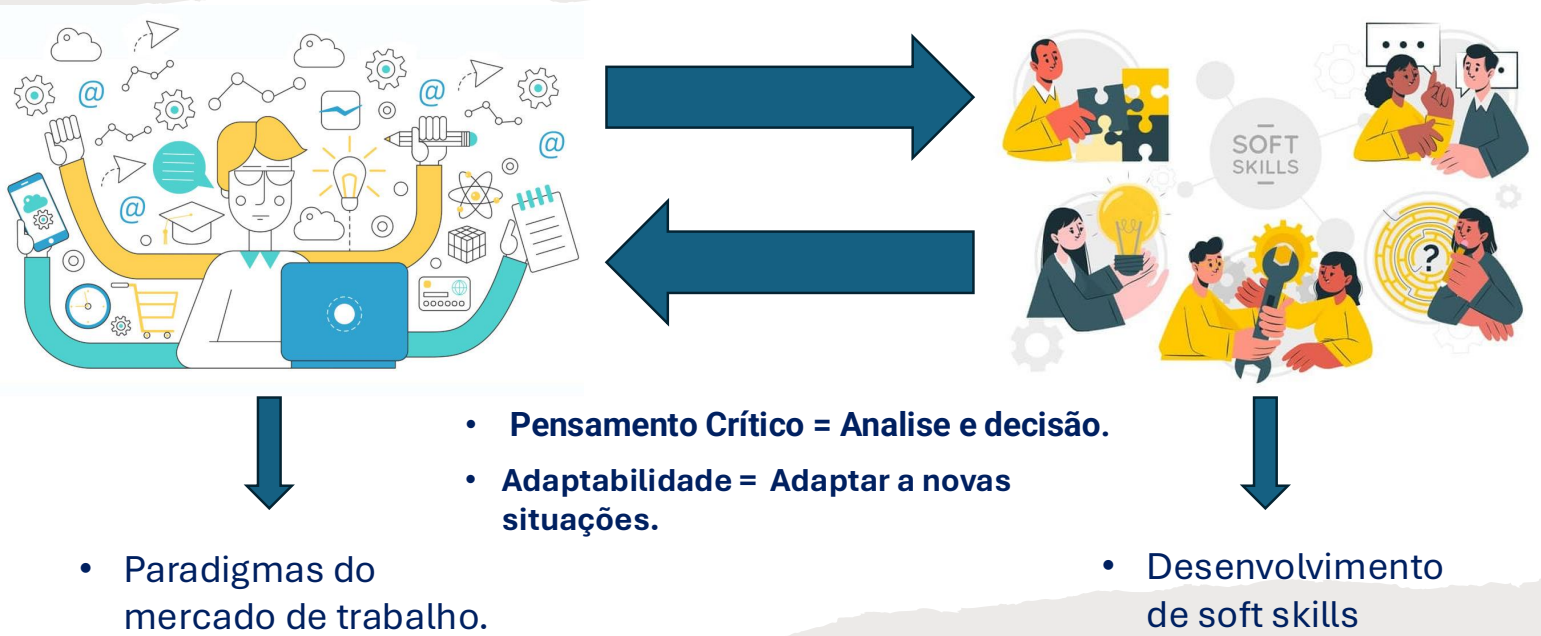 @
@
@
@
SOFT
SKILLS
?
• Pensamento Crítico = Analise e decisão.
• Adaptabilidade = Adaptar a novas
situações.
• Paradigmas do
mercado de trabalho.
• Desenvolvimento
de soft skills